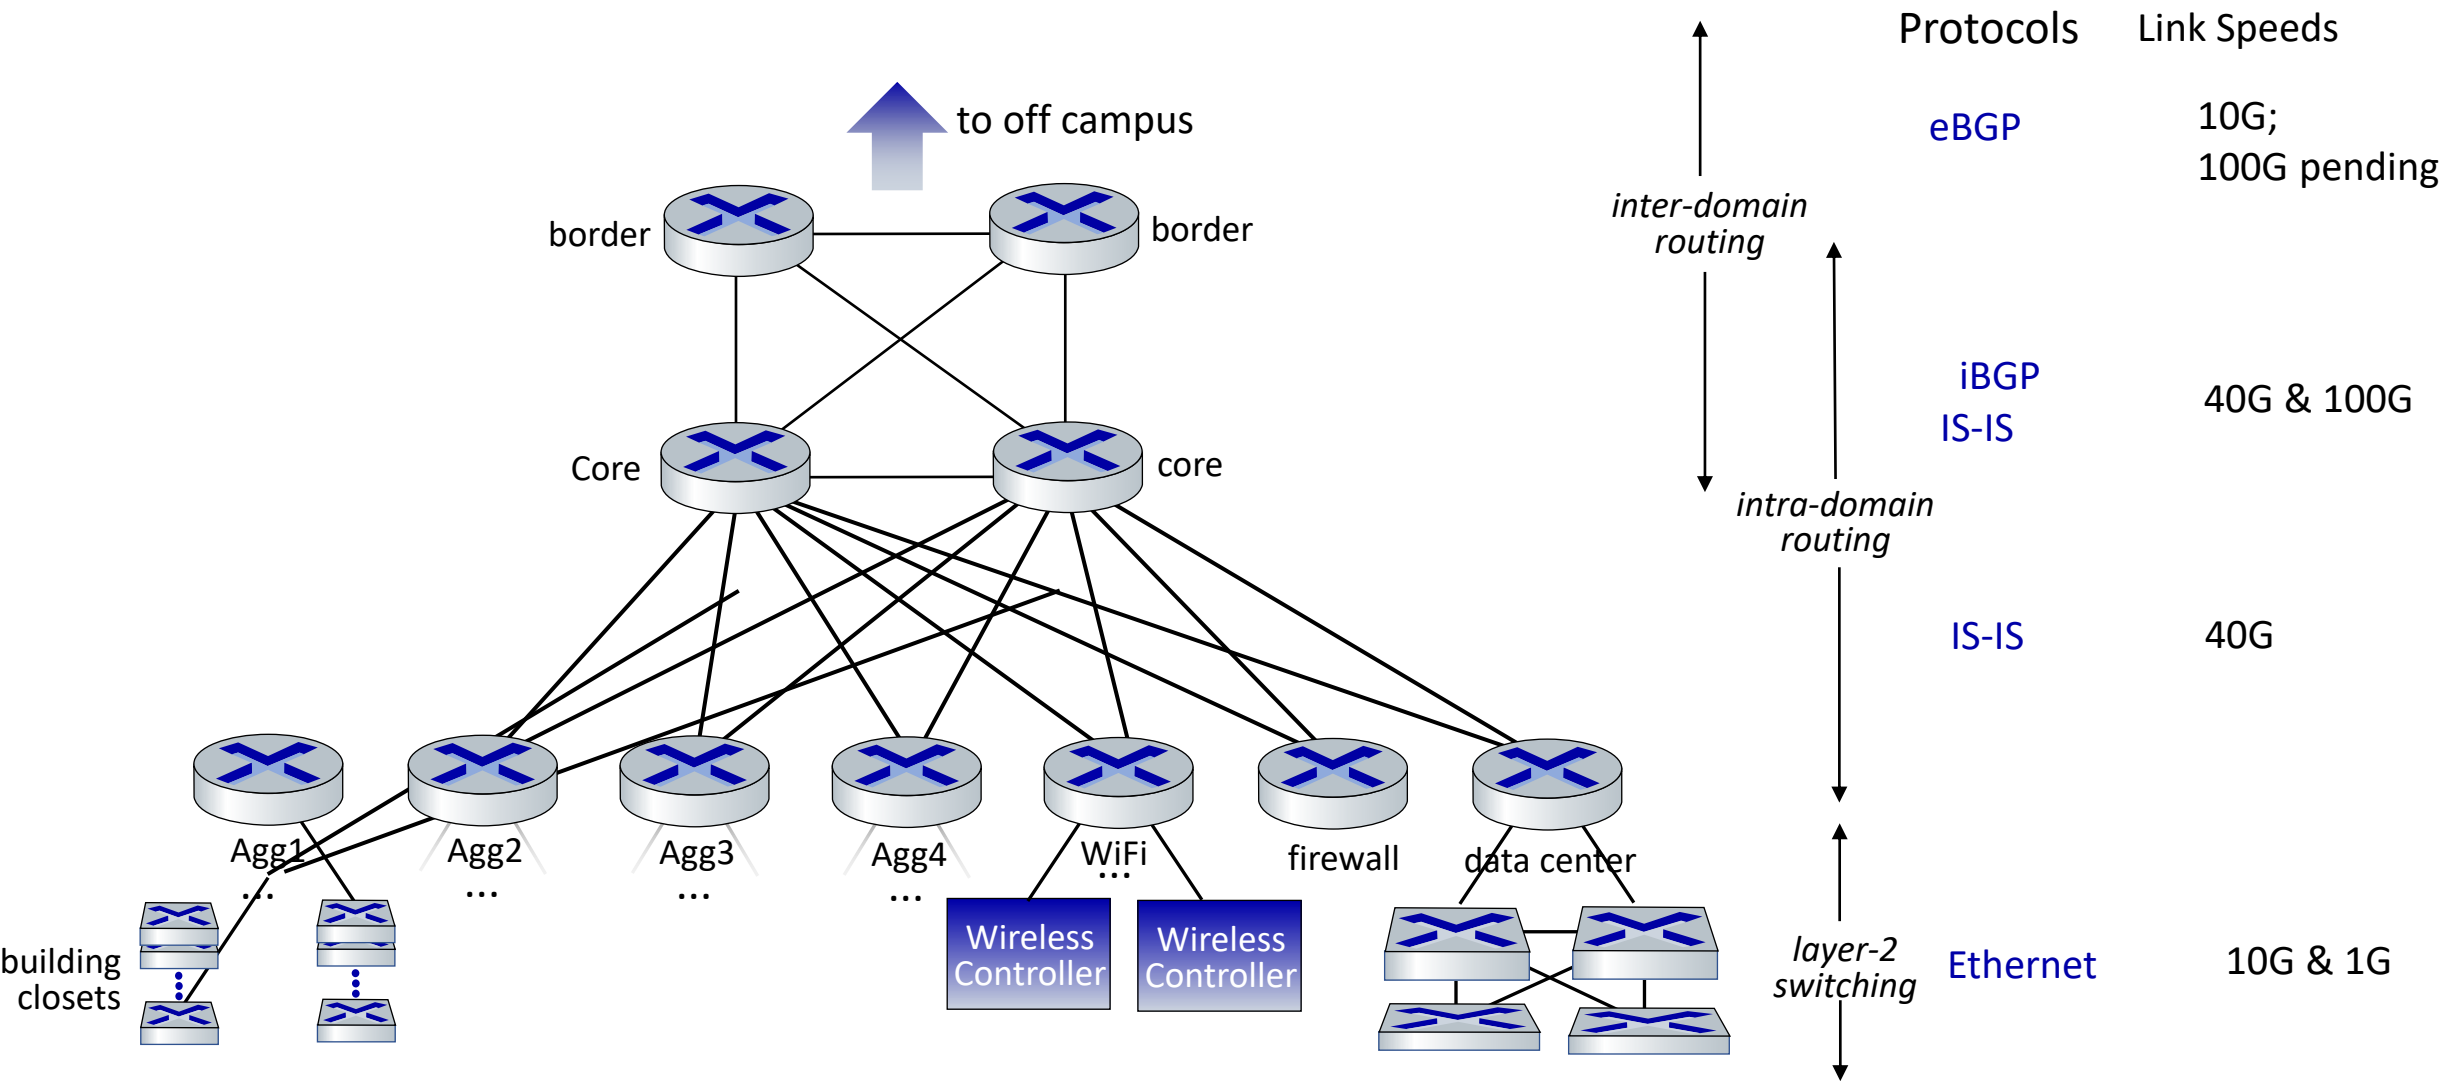 Protocols
Link Speeds
to off campus
eBGP
10G;
100G pending
border
border
inter-domain
routing
iBGP
IS-IS
40G & 100G
Core
core
intra-domain
routing
IS-IS
40G
Agg1
...
Agg2
...
Agg3
...
Agg4
...
WiFi
...
firewall
data center
building
closets
Wireless
Controller
Wireless
Controller
layer-2
switching
Ethernet
10G & 1G